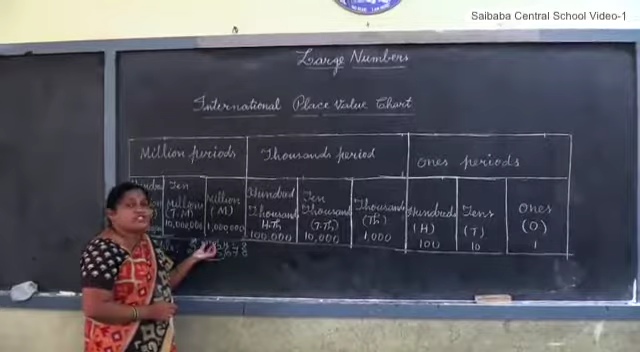 Saibaba Central School Video-1
Large Numbers
International Place Value Chart
Million periods Thousands period Ones periods
Ten Million (T.M) 10,000,000
Million (M) 1,000,000
Hundred Thousand H.Th 100,000
Ten Thousand (T.Th) 10,000
Thousands (Th) 1,000
Hundreds (H) 100
Tens (T) 10
Ones (O) 1